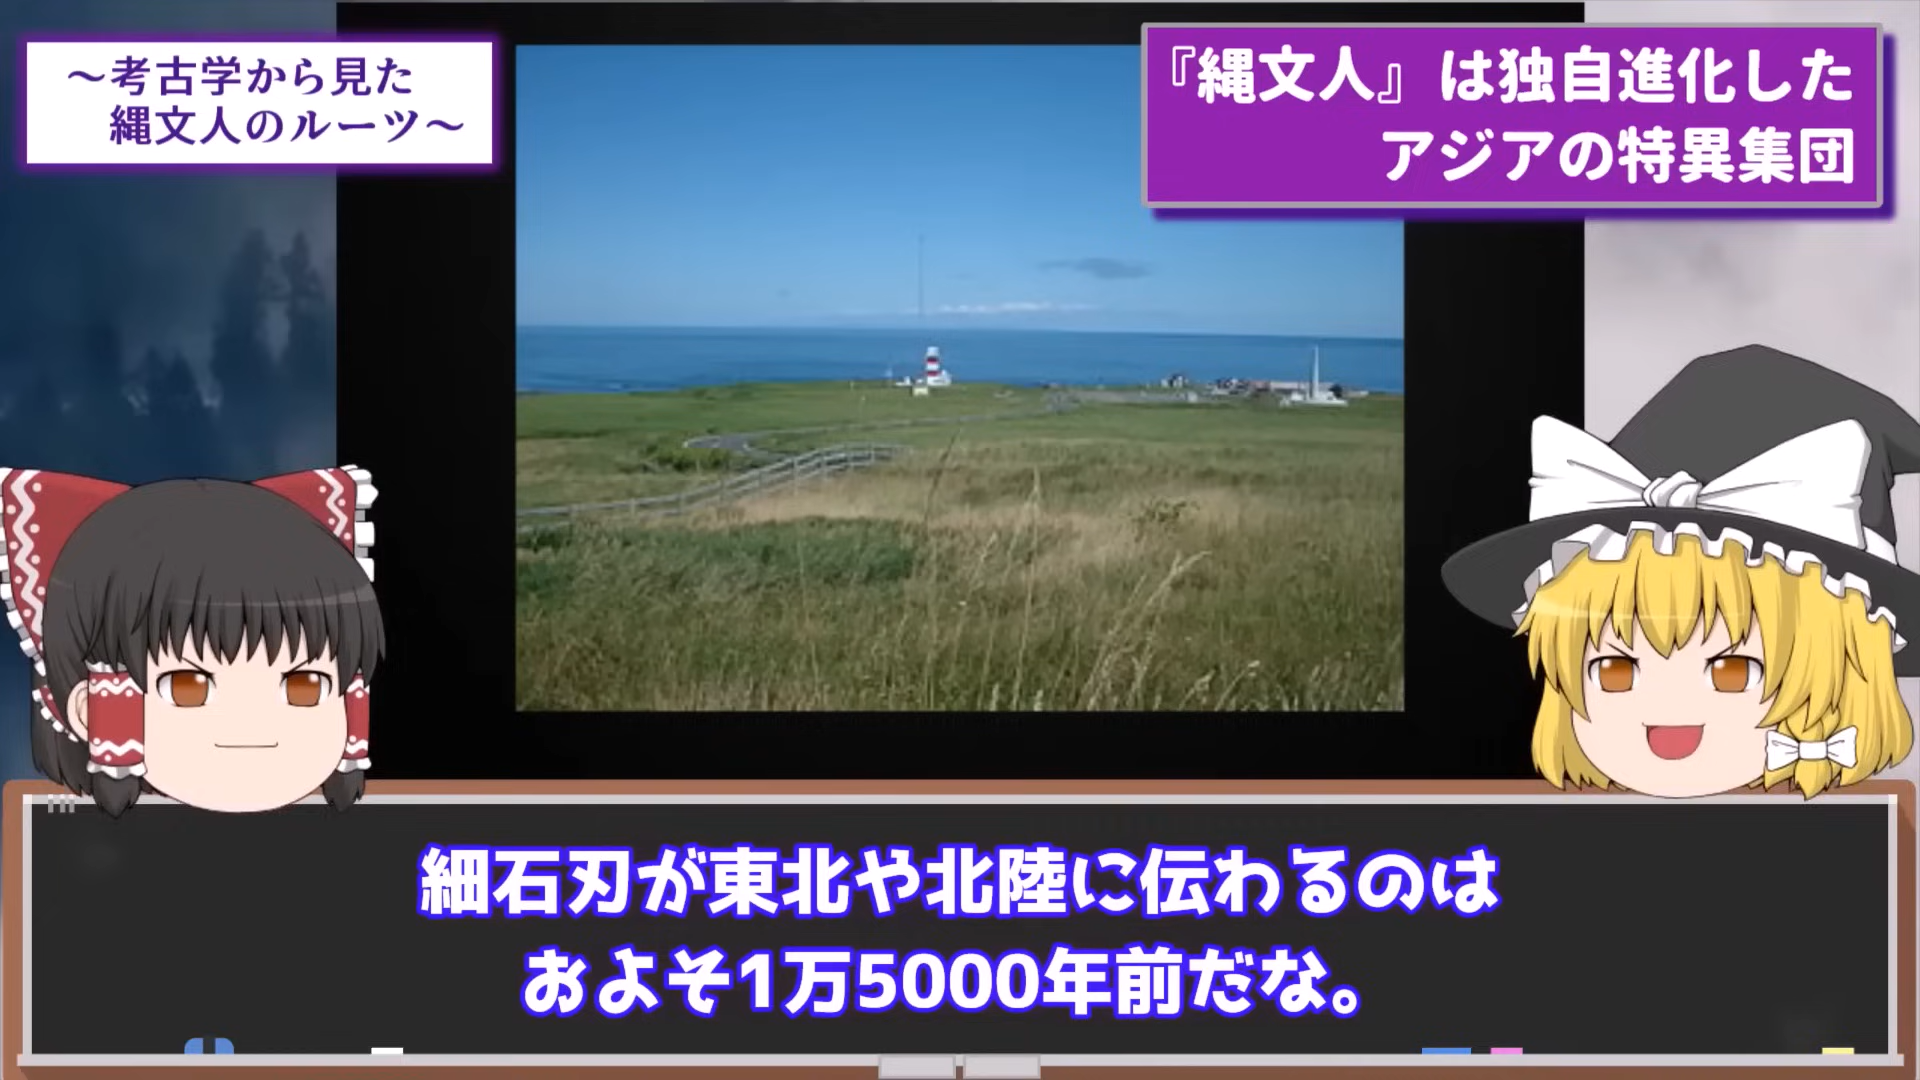 ～考古学から見た
縄文人のルーツ～
『縄文人』は独自進化した
アジアの特異集団
細石刃が東北や北陸に伝わるのは
およそ1万5000年前だな。